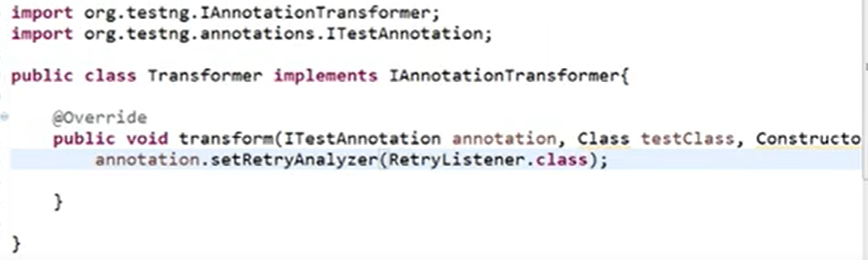 import org.testng.IAnnotationTransformer;
import org.testng.annotations.ITestAnnotation;
public class Transformer implements IAnnotationTransformer{
@Override
public void transform(ITestAnnotation annotation, Class testClass, Constructo
annotation.setRetryAnalyzer(RetryListener.class);
}
}